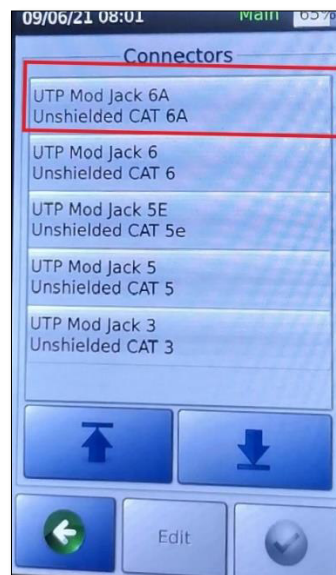 09/06/21 08:01 Main 65%
Connectors
UTP Mod Jack 6A
Unshielded CAT 6A
UTP Mod Jack 6
Unshielded CAT 6
UTP Mod Jack 5E
Unshielded CAT 5e
UTP Mod Jack 5
Unshielded CAT 5
UTP Mod Jack 3
Unshielded CAT 3
Edit